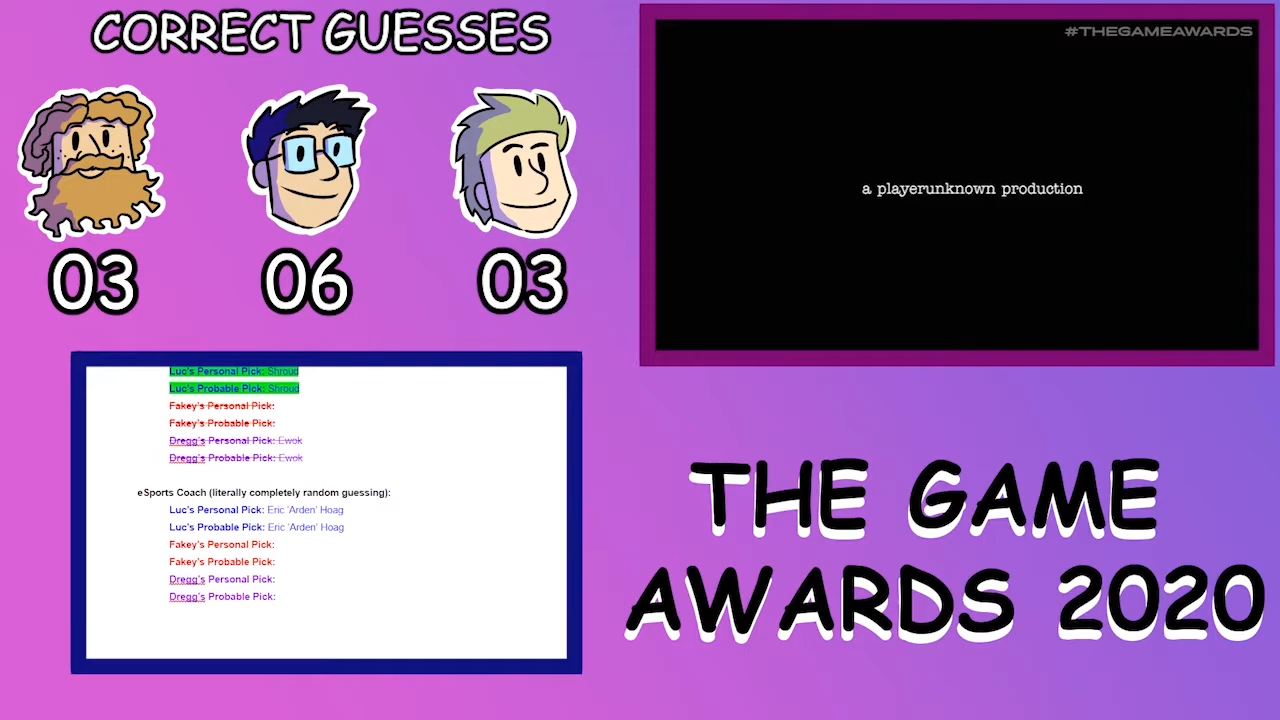 CORRECT GUESSES
03
06
03
#THEGAMEAWARDS
a playerunknown production
Luc's Personal Pick: Shroud
Luc's Probable Pick: Shroud
Fakey's Personal Pick:
Fakey's Probable Pick:
Dregg's Personal Pick: Ewok
Dregg's Probable Pick: Ewok
eSports Coach (literally completely random guessing):
Luc's Personal Pick: Eric 'Arden' Hoag
Luc's Probable Pick: Eric 'Arden' Hoag
Fakey's Personal Pick:
Fakey's Probable Pick:
Dregg's Personal Pick:
Dregg's Probable Pick:
THE GAME
AWARDS 2020